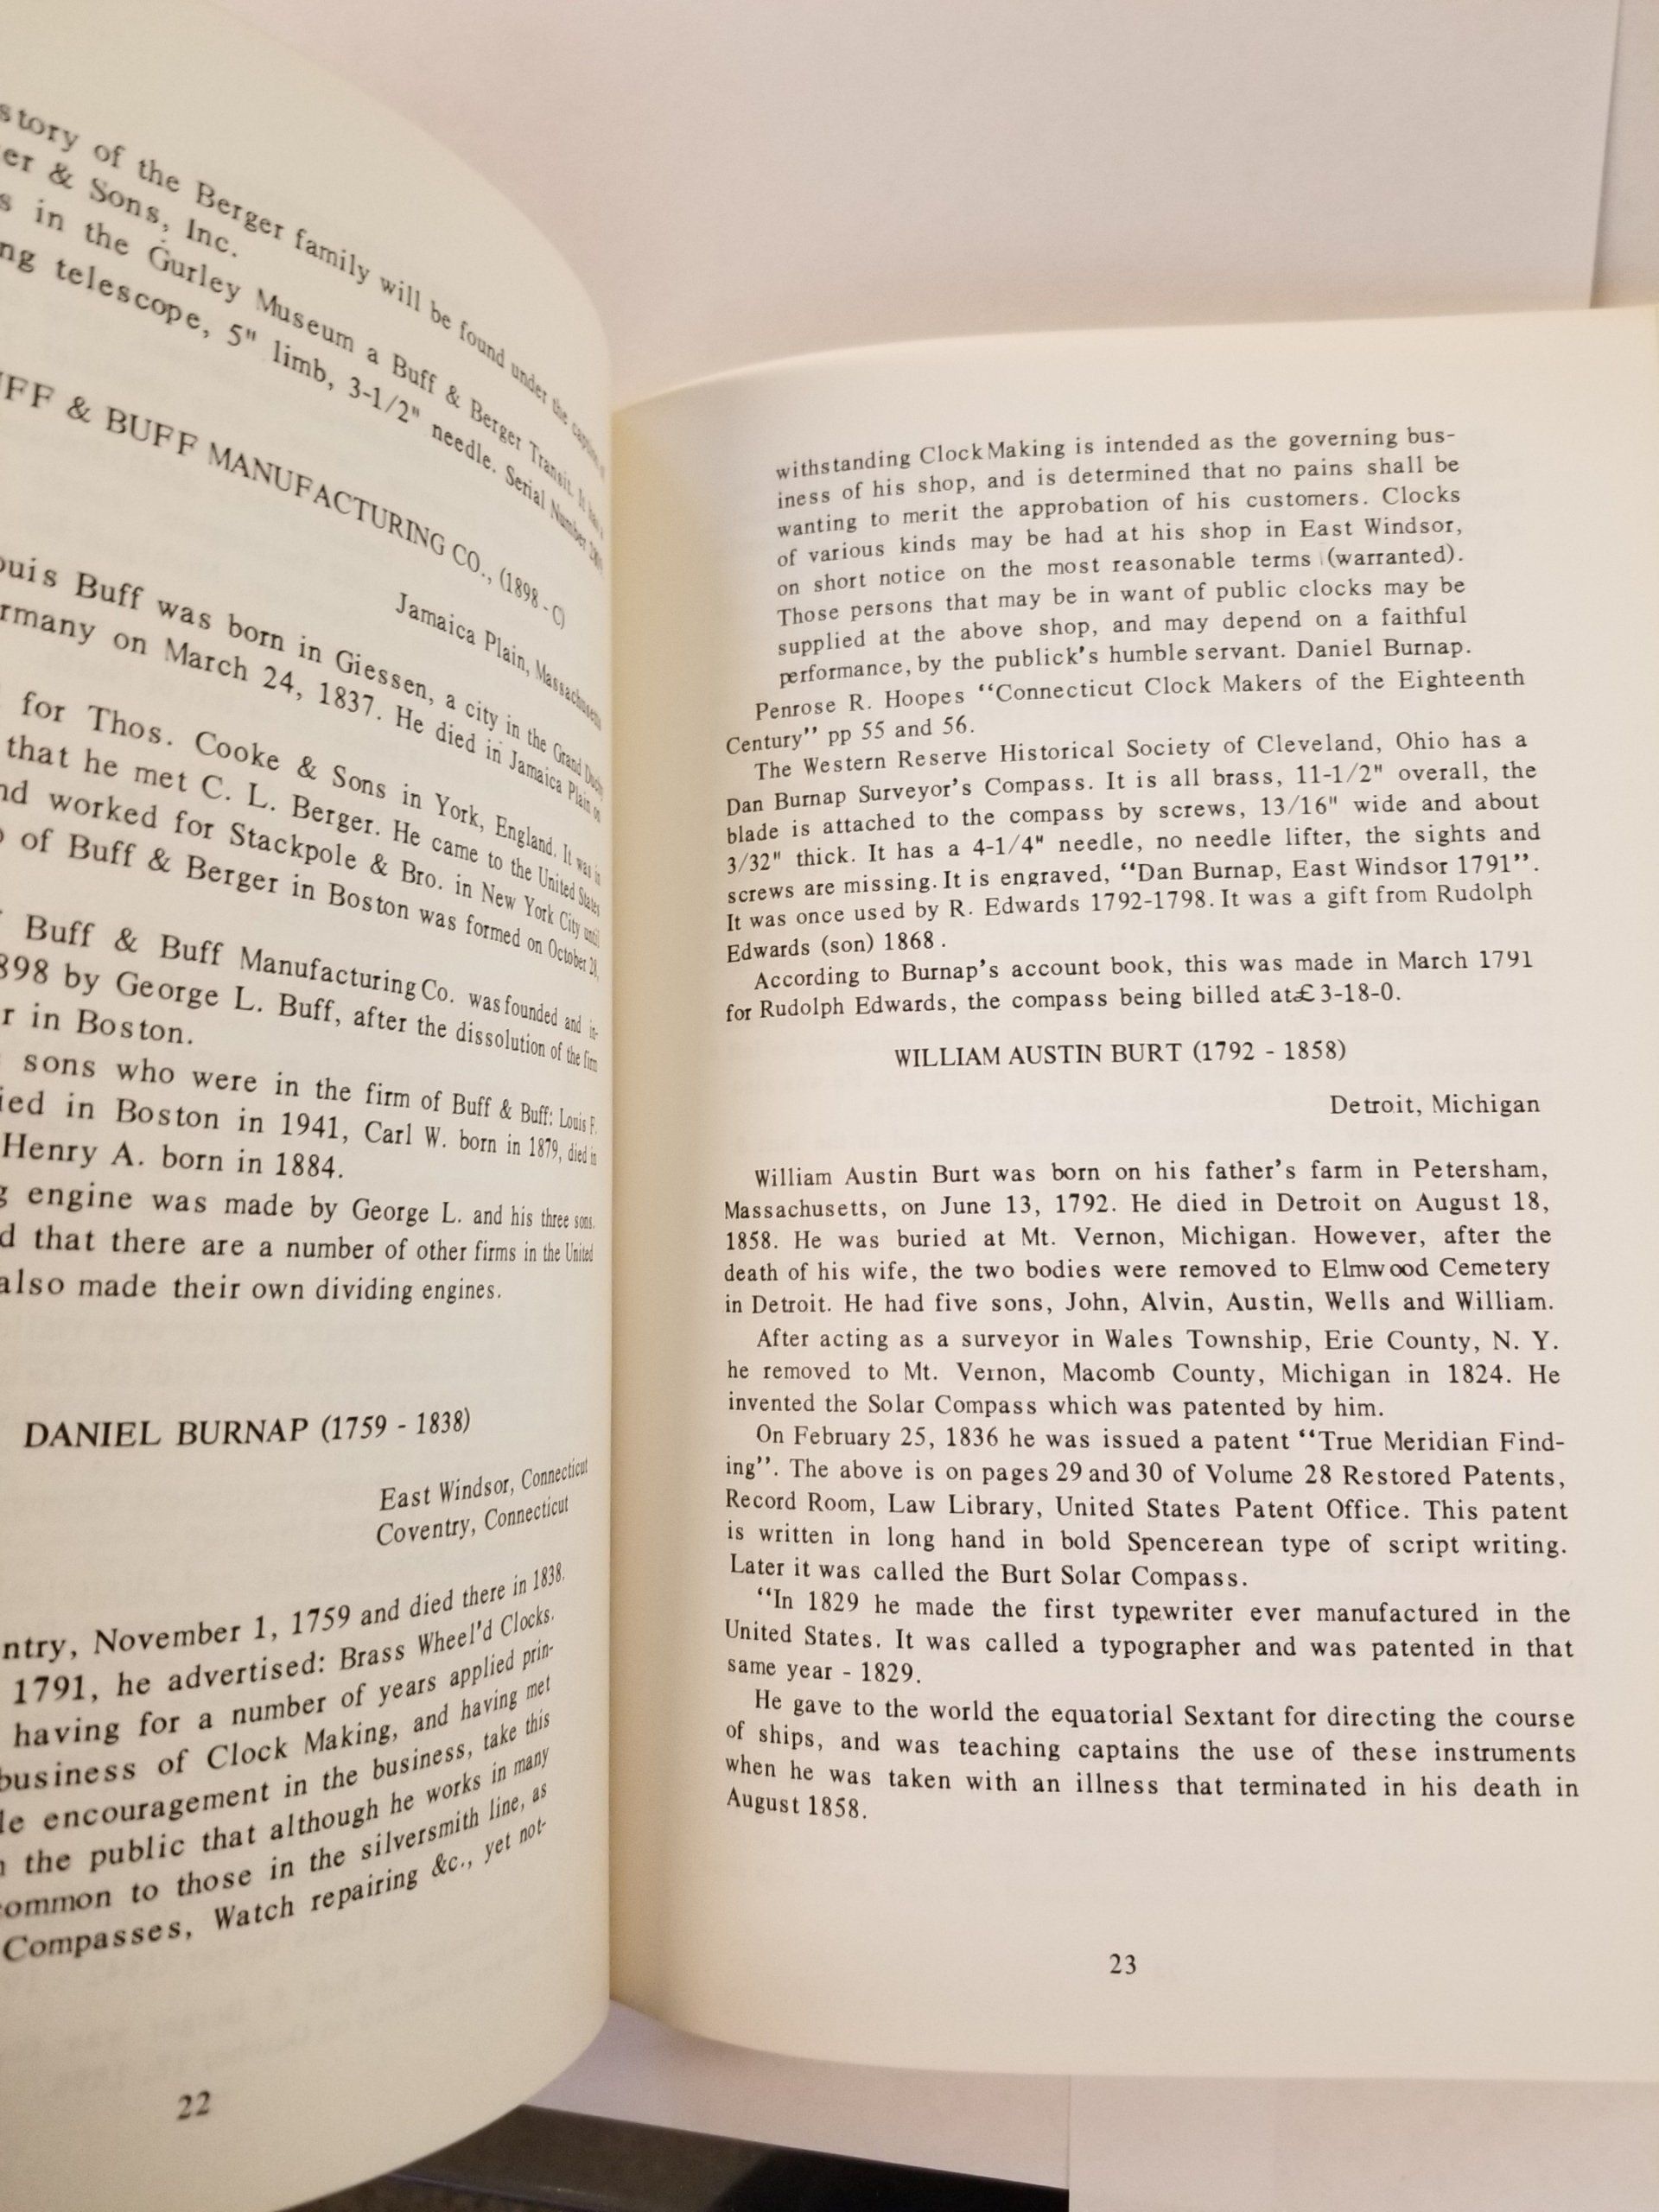 story of the Berger family will be found under the
er & Sons, Inc.
s in the Gurley Museum a Buff & Berger Transit. It has a
ng telescope, 5" limb, 3-1/2" needle. Serial Number
FF & BUFF MANUFACTURING CO., (1898 - C)
Jamaica Plain, Massachusetts
ouis Buff was born in Giessen, a city in the Grand Duchy
rmany on March 24, 1837. He died in Jamaica Plain on
for Thos. Cooke & Sons in York, England. It was in
that he met C. L. Berger. He came to the United States
nd worked for Stackpole & Bro. in New York City until
of Buff & Berger in Boston was formed on October 28,
Buff & Buff Manufacturing Co. was founded and in-
898 by George L. Buff, after the dissolution of the firm
r in Boston.
sons who were in the firm of Buff & Buff: Louis F.
ied in Boston in 1941, Carl W. born in 1879, died in
Henry A. born in 1884.
g engine was made by George L. and his three sons.
d that there are a number of other firms in the United
also made their own dividing engines.
DANIEL BURNAP (1759 - 1838)
East Windsor, Connecticut
Coventry, Connecticut
ntry, November 1, 1759 and died there in 1838.
1791, he advertised: Brass Wheel'd Clocks.
having for a number of years applied prin-
business of Clock Making, and having met
le encouragement in the business, take this
the public that although he works in many
ommon to those in the silversmith line, as
Compasses, Watch repairing &c., yet not-
22
withstanding Clock Making is intended as the governing bus-
iness of his shop, and is determined that no pains shall be
wanting to merit the approbation of his customers. Clocks
of various kinds may be had at his shop in East Windsor,
on short notice on the most reasonable terms (warranted).
Those persons that may be in want of public clocks may be
supplied at the above shop, and may depend on a faithful
performance, by the publick's humble servant. Daniel Burnap.
Penrose R. Hoopes "Connecticut Clock Makers of the Eighteenth
Century" pp 55 and 56.
The Western Reserve Historical Society of Cleveland, Ohio has a
Dan Burnap Surveyor's Compass. It is all brass, 11-1/2" overall, the
blade is attached to the compass by screws, 13/16" wide and about
3/32" thick. It has a 4-1/4" needle, no needle lifter, the sights and
screws are missing. It is engraved, "Dan Burnap, East Windsor 1791".
It was once used by R. Edwards 1792-1798. It was a gift from Rudolph
Edwards (son) 1868.
According to Burnap's account book, this was made in March 1791
for Rudolph Edwards, the compass being billed at £ 3-18-0.
WILLIAM AUSTIN BURT (1792 - 1858)
Detroit, Michigan
William Austin Burt was born on his father's farm in Petersham,
Massachusetts, on June 13, 1792. He died in Detroit on August 18,
1858. He was buried at Mt. Vernon, Michigan. However, after the
death of his wife, the two bodies were removed to Elmwood Cemetery
in Detroit. He had five sons, John, Alvin, Austin, Wells and William.
After acting as a surveyor in Wales Township, Erie County, N. Y.
he removed to Mt. Vernon, Macomb County, Michigan in 1824. He
invented the Solar Compass which was patented by him.
On February 25, 1836 he was issued a patent "True Meridian Find-
ing". The above is on pages 29 and 30 of Volume 28 Restored Patents,
Record Room, Law Library, United States Patent Office. This patent
is written in long hand in bold Spencerean type of script writing.
Later it was called the Burt Solar Compass.
"In 1829 he made the first typewriter ever manufactured in the
United States. It was called a typographer and was patented in that
same year - 1829.
He gave to the world the equatorial Sextant for directing the course
of ships, and was teaching captains the use of these instruments
when he was taken with an illness that terminated in his death in
August 1858.
23